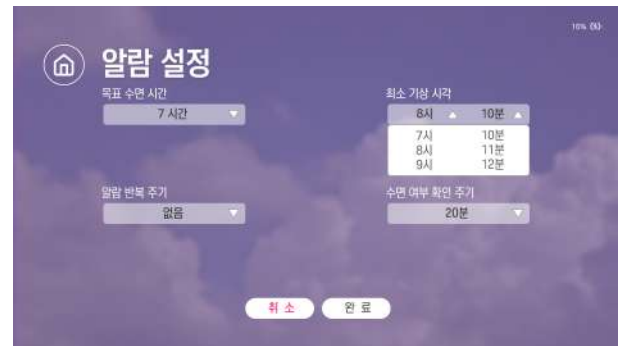 10%
알람 설정
목표 수면 시간
7 시간
최소 기상 시각
8시 10분
7시 10분
8시 11분
9시 12분
알람 반복 주기
없음
수면 여부 확인 주기
20분
취 소
완 료